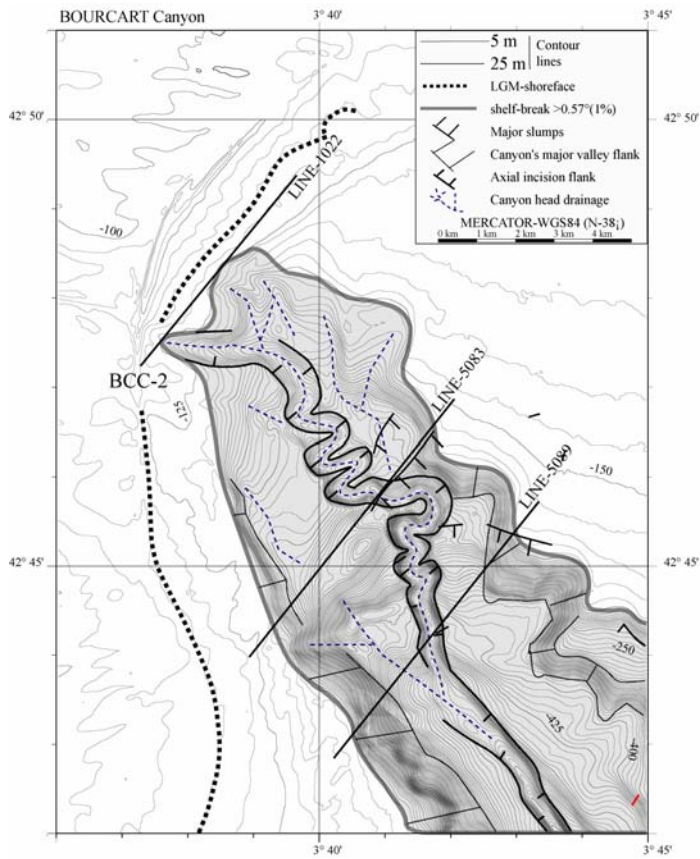 BOURCART Canyon
3° 40'
3° 45'
5 m
25 m
Contour
lines
LGM-shoreface
shelf-break >0.57°(1%)
Major slumps
Canyon's major valley flank
Axial incision flank
Canyon head drainage
MERCATOR-WGS84 (N-38¡)
0 km 1 km 2 km 3 km 4 km
42° 50'
42° 50'
LINE-1022
-100
BCC-2
-125
LINE-5083
-150
LINE-5089
42° 45'
42° 45'
-250
-425
-400
3° 40'
3° 45'